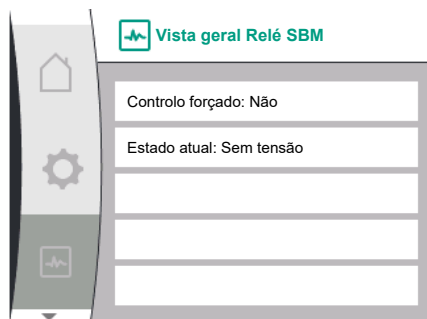 Vista geral Relé SBM
Controlo forçado: Não
Estado atual: Sem tensão